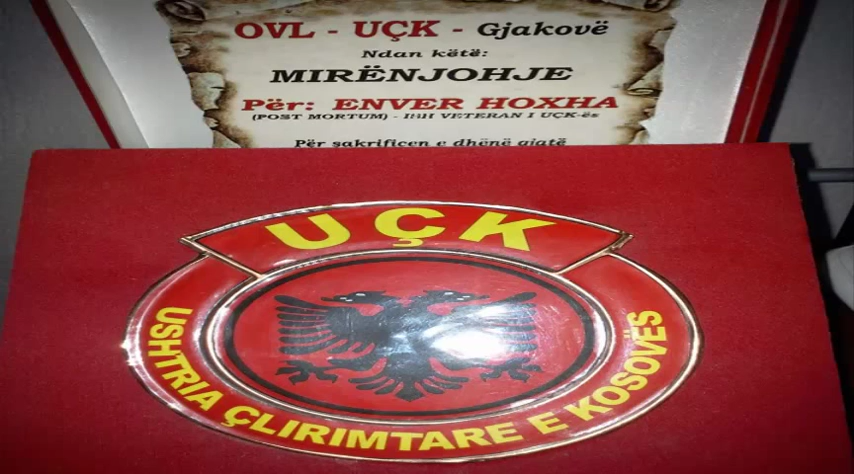 OVL - UÇK - Gjakovë
Ndan këtë:
MIRËNJOHJE
Për: ENVER HOXHA
(POST MORTUM) - VETERAN I UÇK-ës
Për sakrificen e dhënë gjatë
UÇK
USHTRIA ÇLIRIMTARE E KOSOVËS